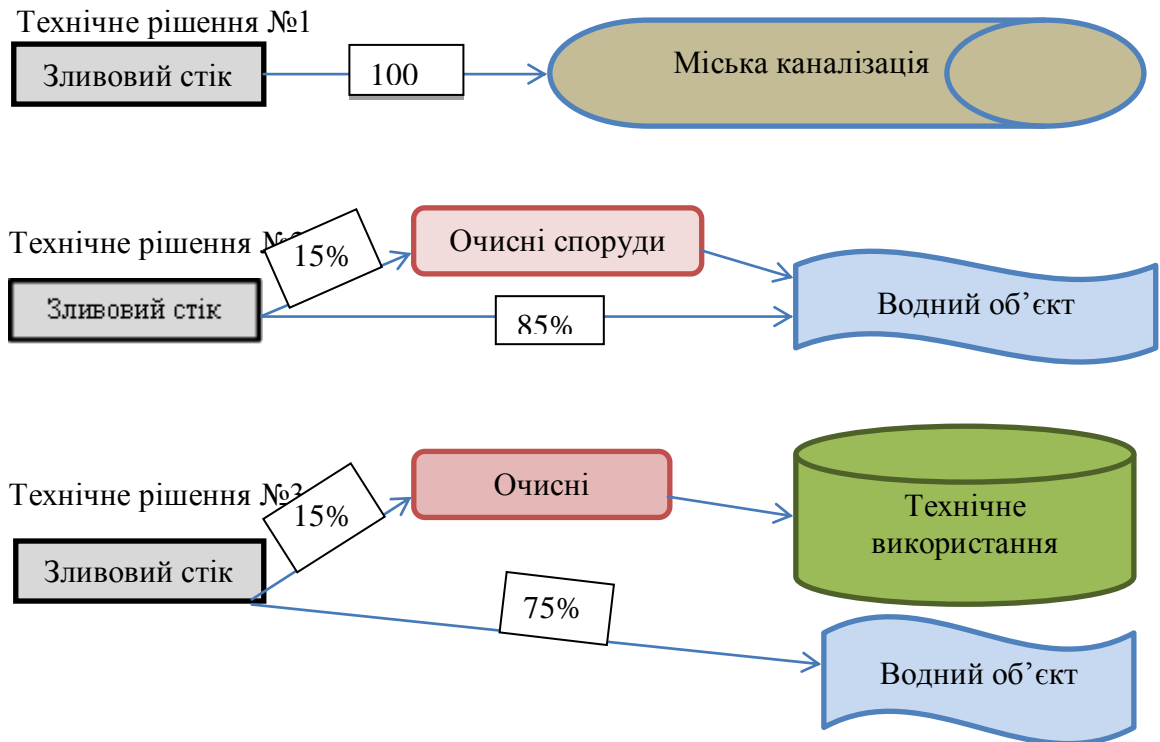 Технічне рішення №1
Зливовий стік
100
Міська каналізація
Технічне рішення
15%
Очисні споруди
Зливовий стік
85%
Водний об’єкт
Технічне рішення №3
15%
Очисні
Зливовий стік
Технічне
використання
75%
Водний об’єкт